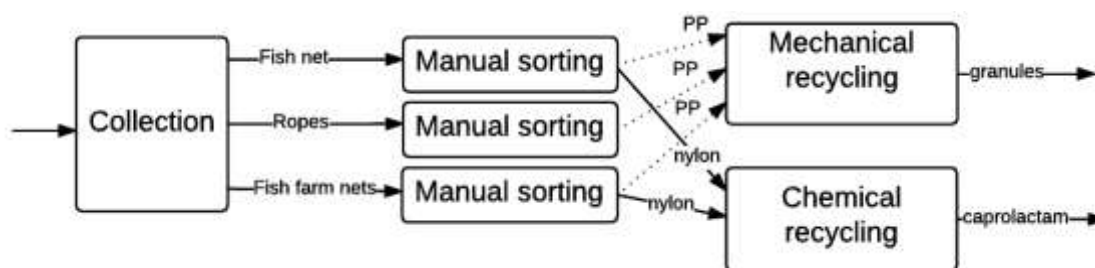 PP
Fish net
Manual sorting
Mechanical
recycling
PP
granules
Collection
Ropes
Manual sorting
PP
nylon
Fish farm nets
Manual sorting
nylon
Chemical
recycling
caprolactam